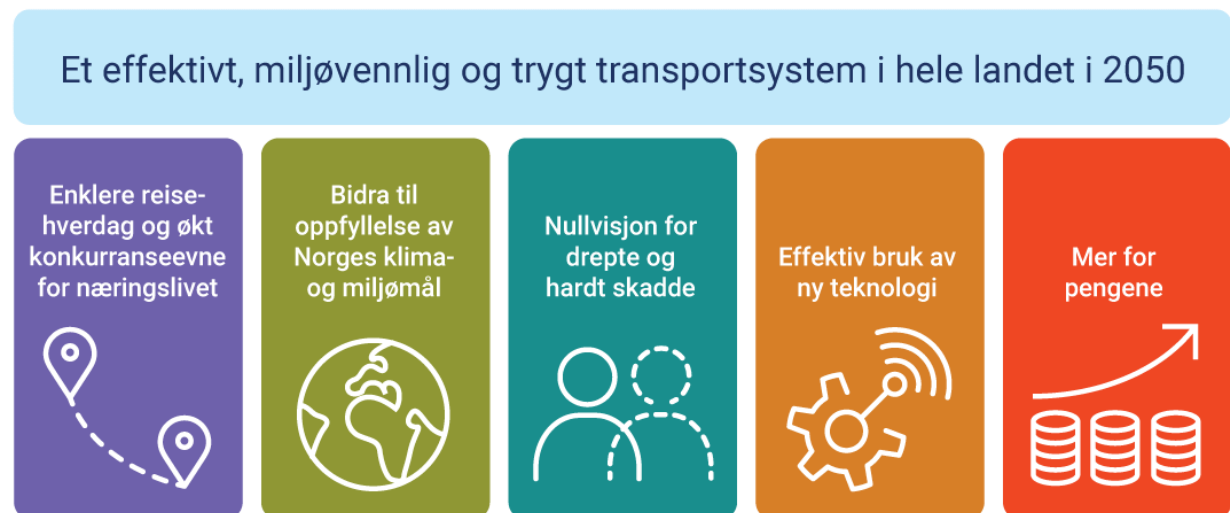 Et effektivt, miljøvennlig og trygt transportsystem i hele landet i 2050
Enklere reise-
hverdag og økt
konkurranseevne
for næringslivet
Bidra til
oppfyllelse av
Norges klima-
og miljømål
Nullvisjon for
drepte og
hardt skadde
Effektiv bruk av
ny teknologi
Mer for
pengene